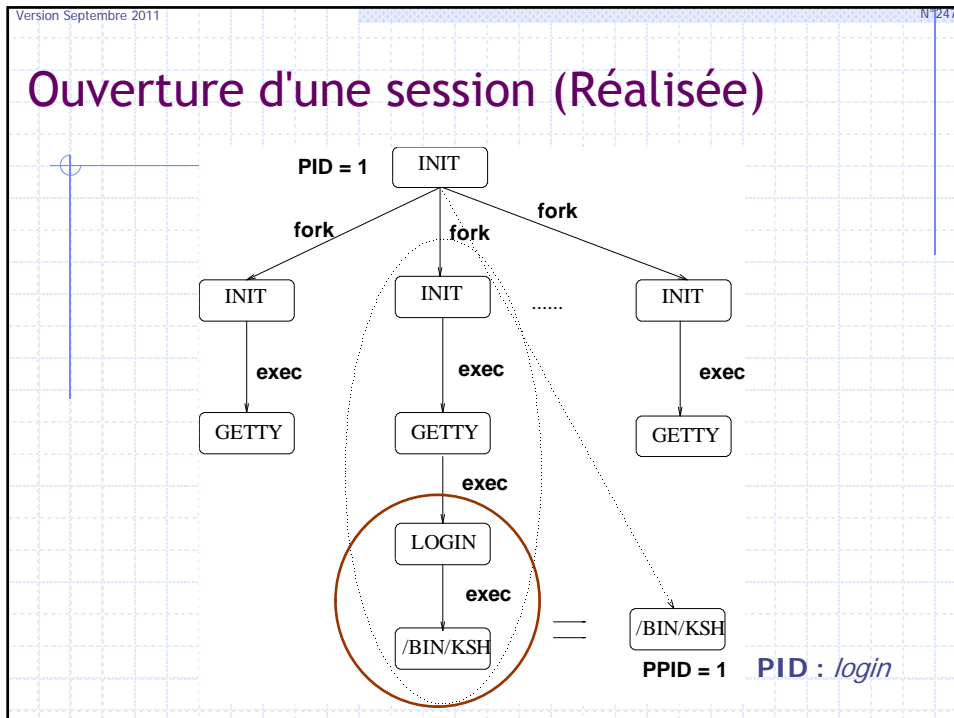 Version Septembre 2011
N°247
Ouverture d'une session (Réalisée)
PID = 1
INIT
fork
fork
fork
INIT
INIT
......
INIT
exec
exec
exec
GETTY
GETTY
GETTY
exec
LOGIN
exec
/BIN/KSH
=
/BIN/KSH
PPID = 1
PID : login